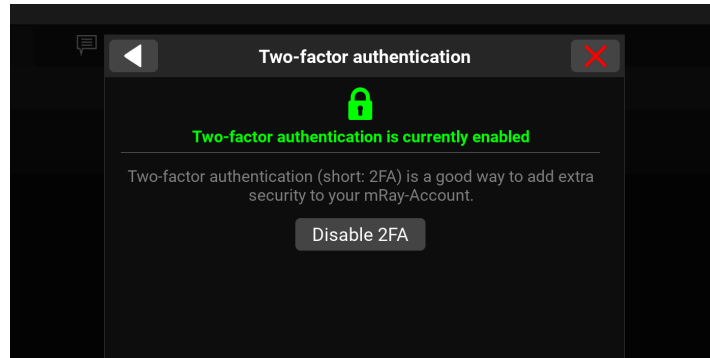 Two-factor authentication
Two-factor authentication is currently enabled
Two-factor authentication (short: 2FA) is a good way to add extra
security to your mRay-Account.
Disable 2FA